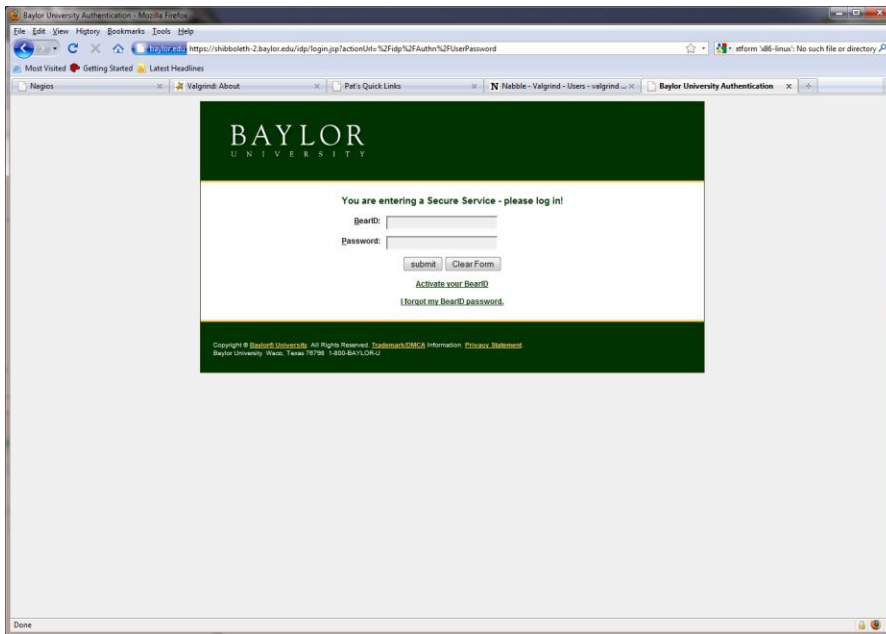 Baylor University Authentication - Mozilla Firefox
File Edit View History Bookmarks Tools Help
baylor.edu https://shibboleth-2.baylor.edu/idp/login.jsp?actionUrl=%2Fidp%2FAuthn%2FUserPassword
atform 'x86-linux': No such file or directory
Most Visited Getting Started Latest Headlines
Nagios Valgrind: About Pat's Quick Links Nabble - Valgrind - Users - valgrind ... Baylor University Authentication
BAYLOR
UNIVERSITY
You are entering a Secure Service - please log in!
BearID:
Password:
submit Clear Form
Activate your BearID
I forgot my BearID password.
Copyright © Baylor® University. All Rights Reserved. Trademark/DMCA Information. Privacy Statement.
Baylor University Waco, Texas 76798 1-800-BAYLOR-U
Done